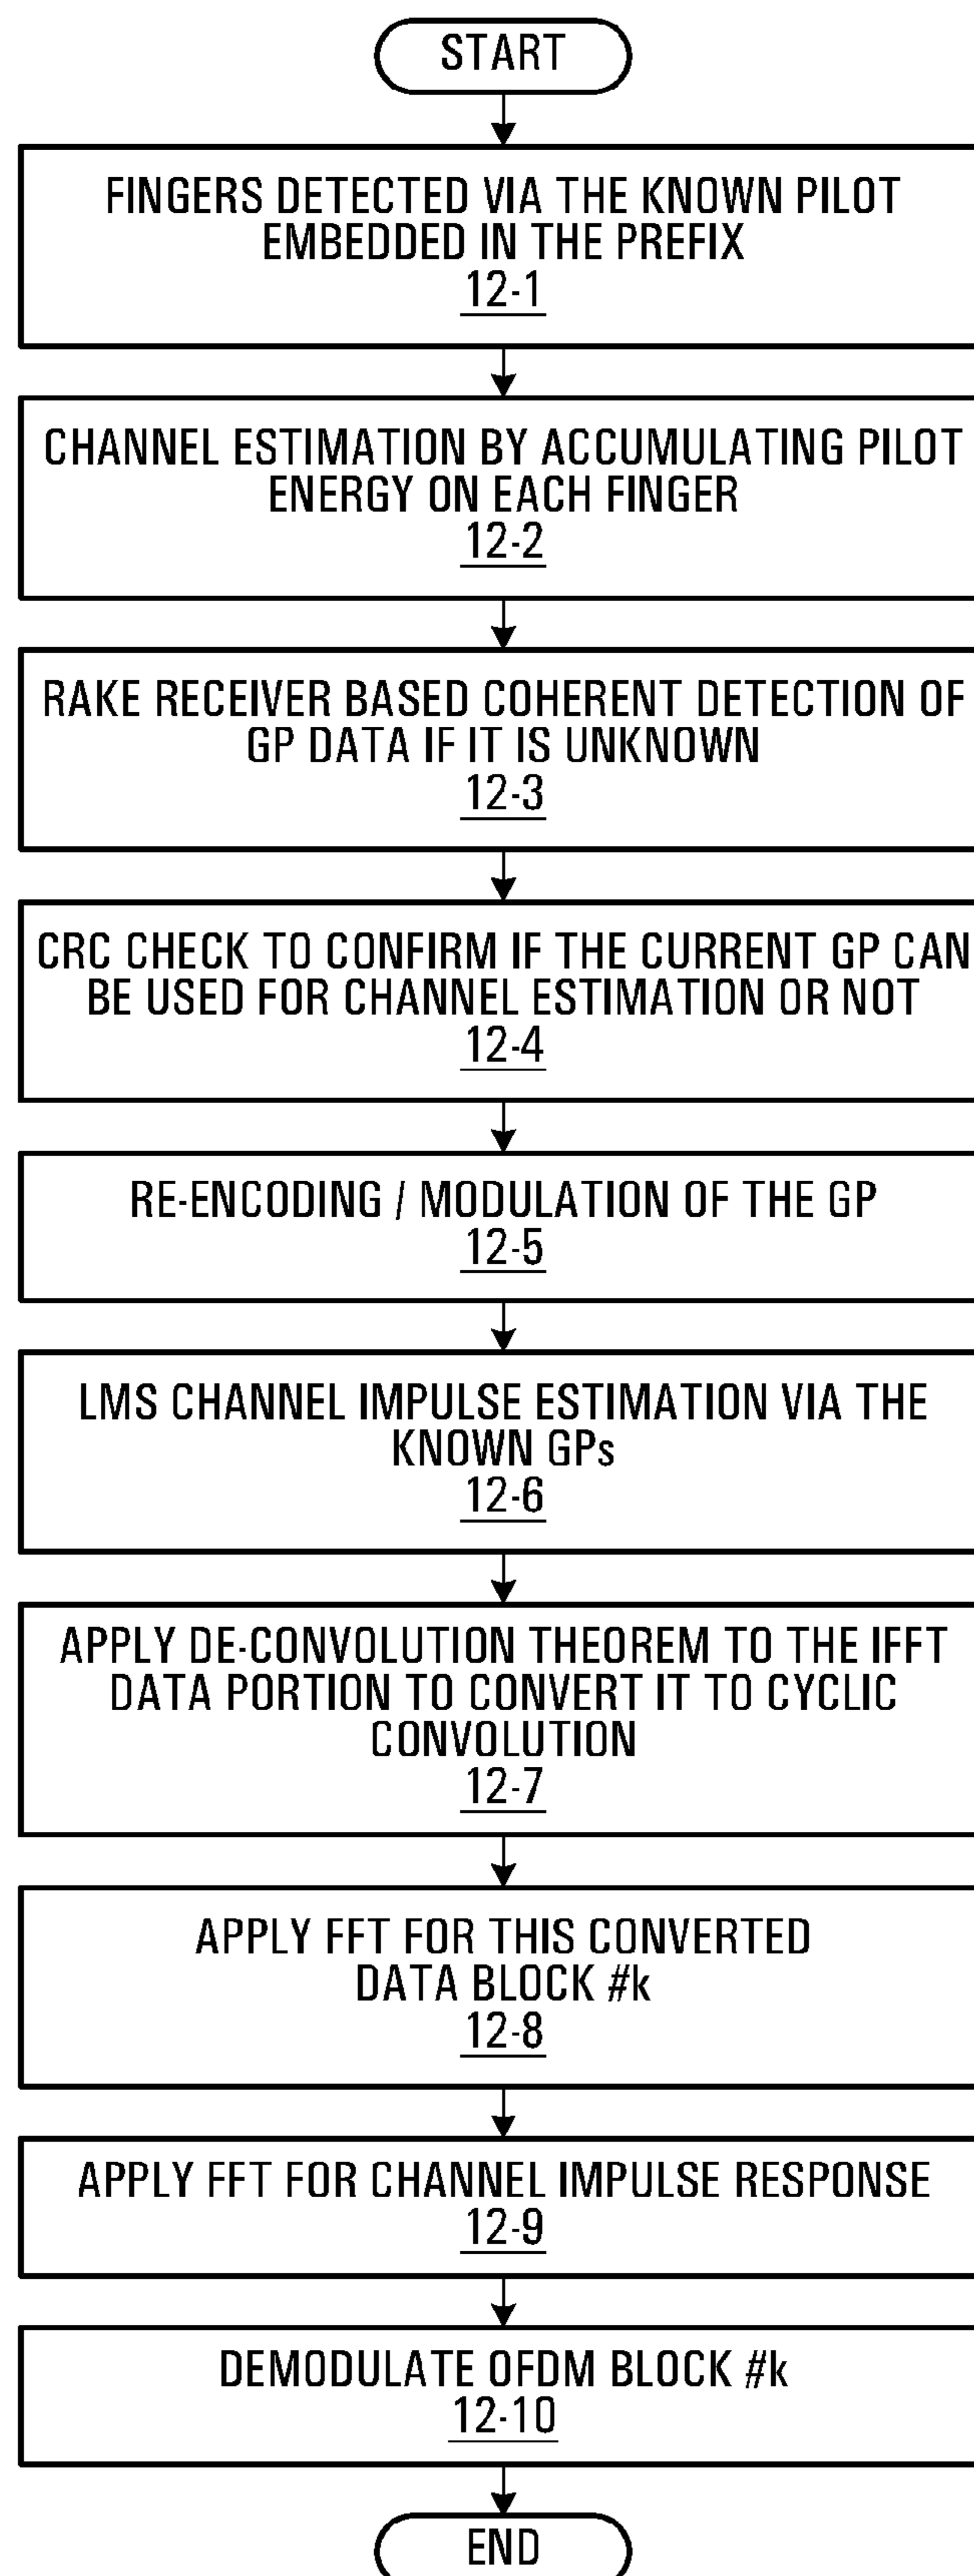 START
FINGERS DETECTED VIA THE KNOWN PILOT
EMBEDDED IN THE PREFIX
12-1
CHANNEL ESTIMATION BY ACCUMULATING PILOT
ENERGY ON EACH FINGER
12-2
RAKE RECEIVER BASED COHERENT DETECTION OF
GP DATA IF IT IS UNKNOWN
12-3
CRC CHECK TO CONFIRM IF THE CURRENT GP CAN
BE USED FOR CHANNEL ESTIMATION OR NOT
12-4
RE-ENCODING / MODULATION OF THE GP
12-5
LMS CHANNEL IMPULSE ESTIMATION VIA THE
KNOWN GPs
12-6
APPLY DE-CONVOLUTION THEOREM TO THE IFFT
DATA PORTION TO CONVERT IT TO CYCLIC
CONVOLUTION
12-7
APPLY FFT FOR THIS CONVERTED
DATA BLOCK #k
12-8
APPLY FFT FOR CHANNEL IMPULSE RESPONSE
12-9
DEMODULATE OFDM BLOCK #k
12-10
END